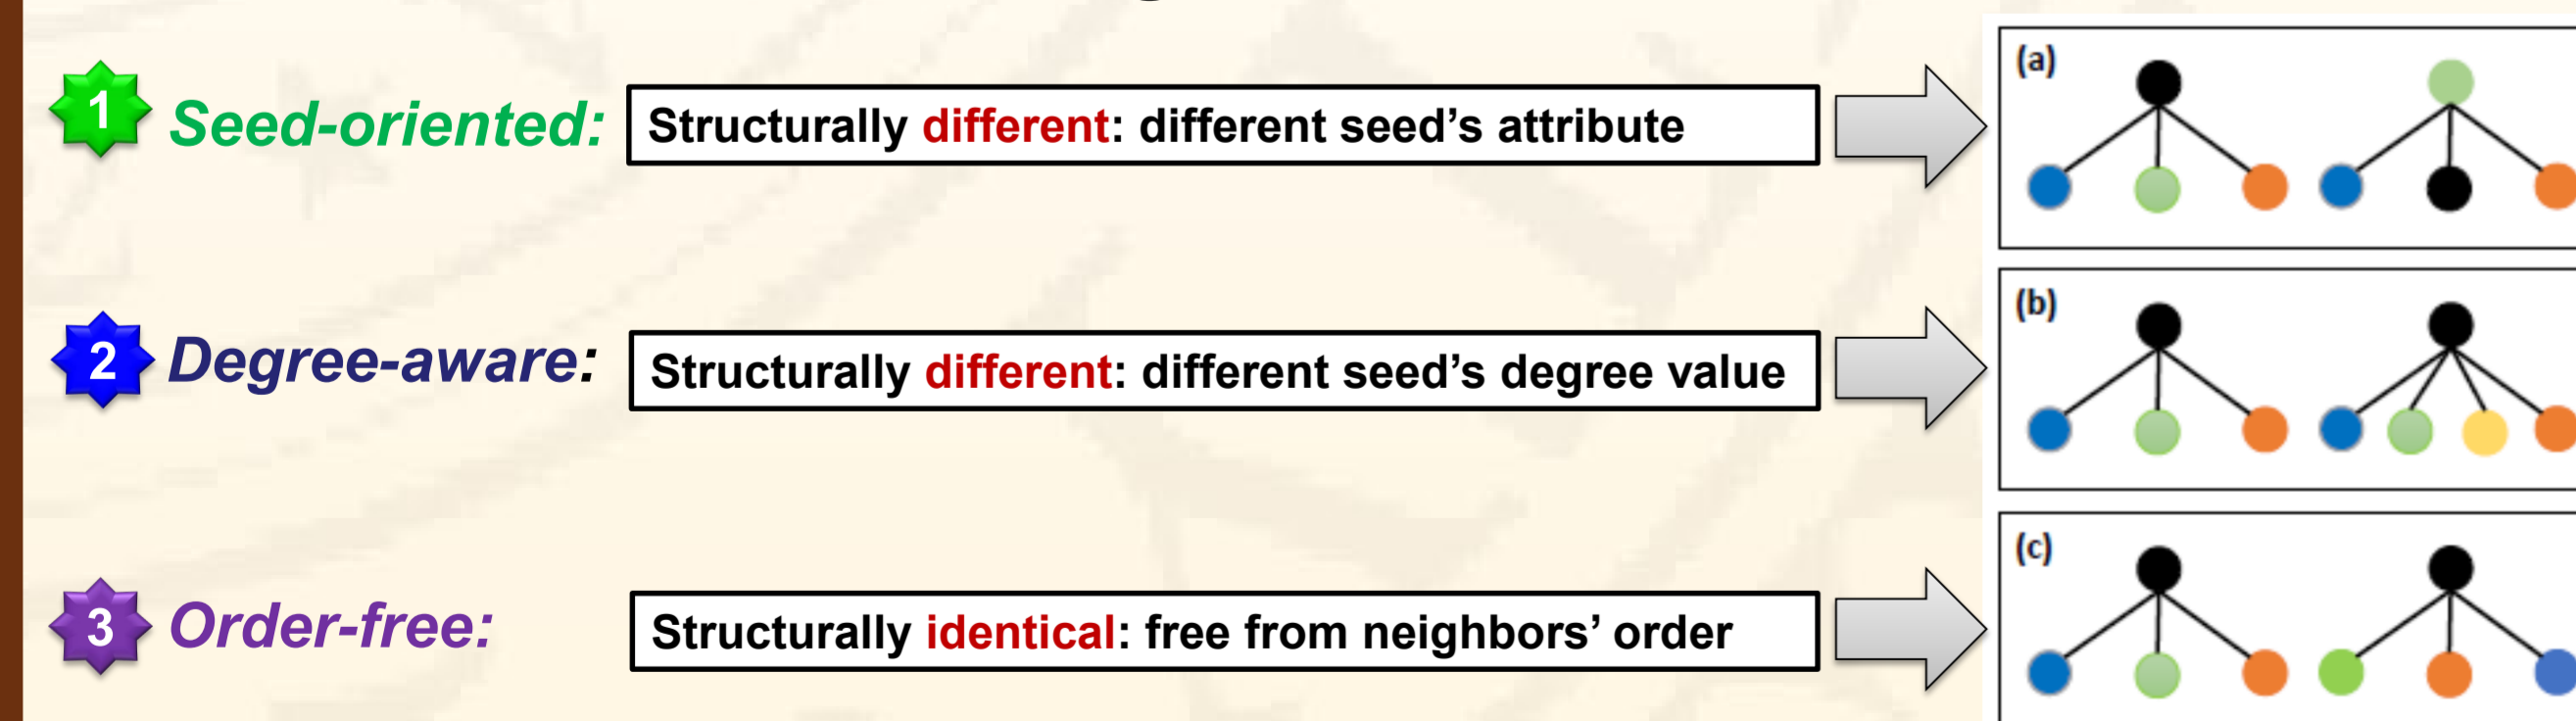 1 Seed-oriented: Structurally different: different seed’s attribute (a)
2 Degree-aware: Structurally different: different seed’s degree value (b)
3 Order-free: Structurally identical: free from neighbors’ order (c)